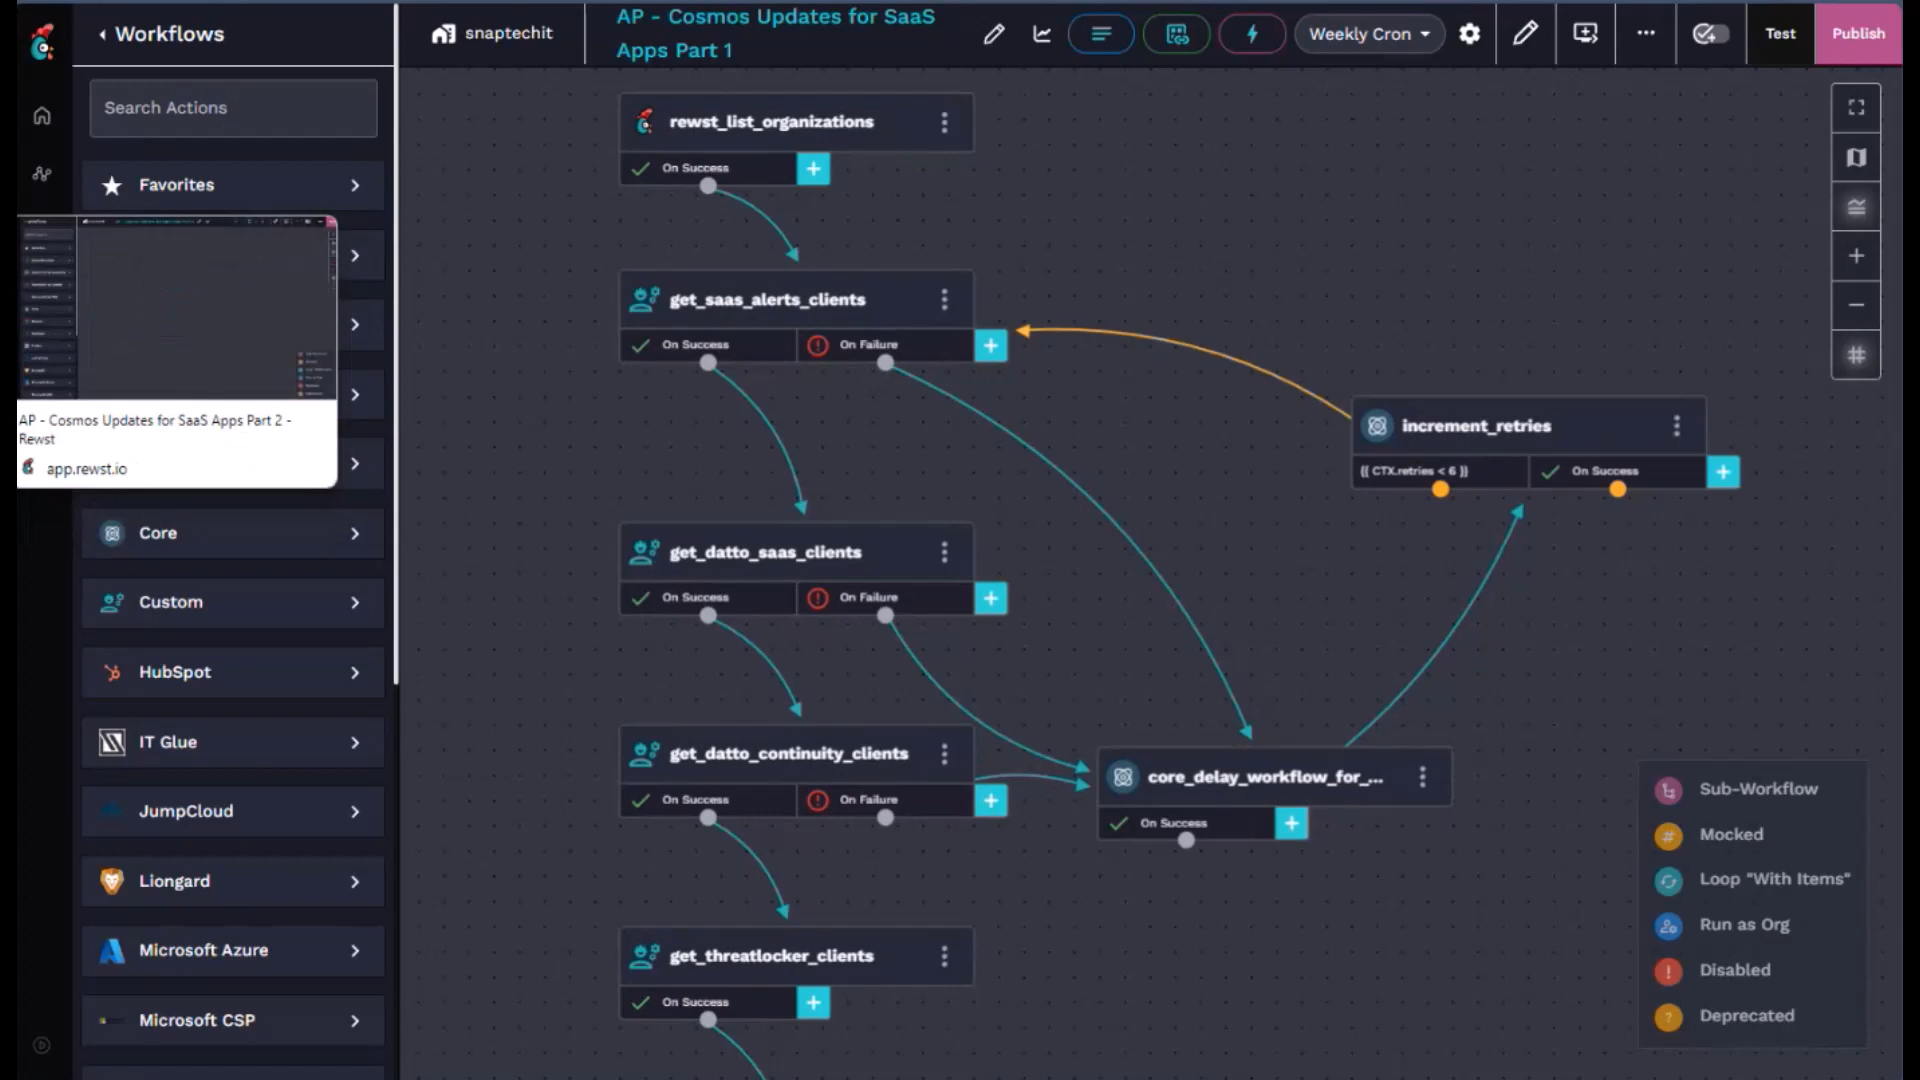 Workflows
snaptechit
AP - Cosmos Updates for SaaS
Apps Part 1
Weekly Cron
Test
Publish
Search Actions
Favorites
AP - Cosmos Updates for SaaS Apps Part 2 -
Rewst
app.rewst.io
Core
Custom
HubSpot
IT Glue
JumpCloud
Liongard
Microsoft Azure
Microsoft CSP
rewst_list_organizations
On Success
get_saas_alerts_clients
On Success
On Failure
increment_retries
{{ CTX.retries < 6 }}
On Success
get_datto_saas_clients
On Success
On Failure
get_datto_continuity_clients
On Success
On Failure
core_delay_workflow_for_...
On Success
get_threatlocker_clients
On Success
Sub-Workflow
Mocked
Loop "With Items"
Run as Org
Disabled
Deprecated